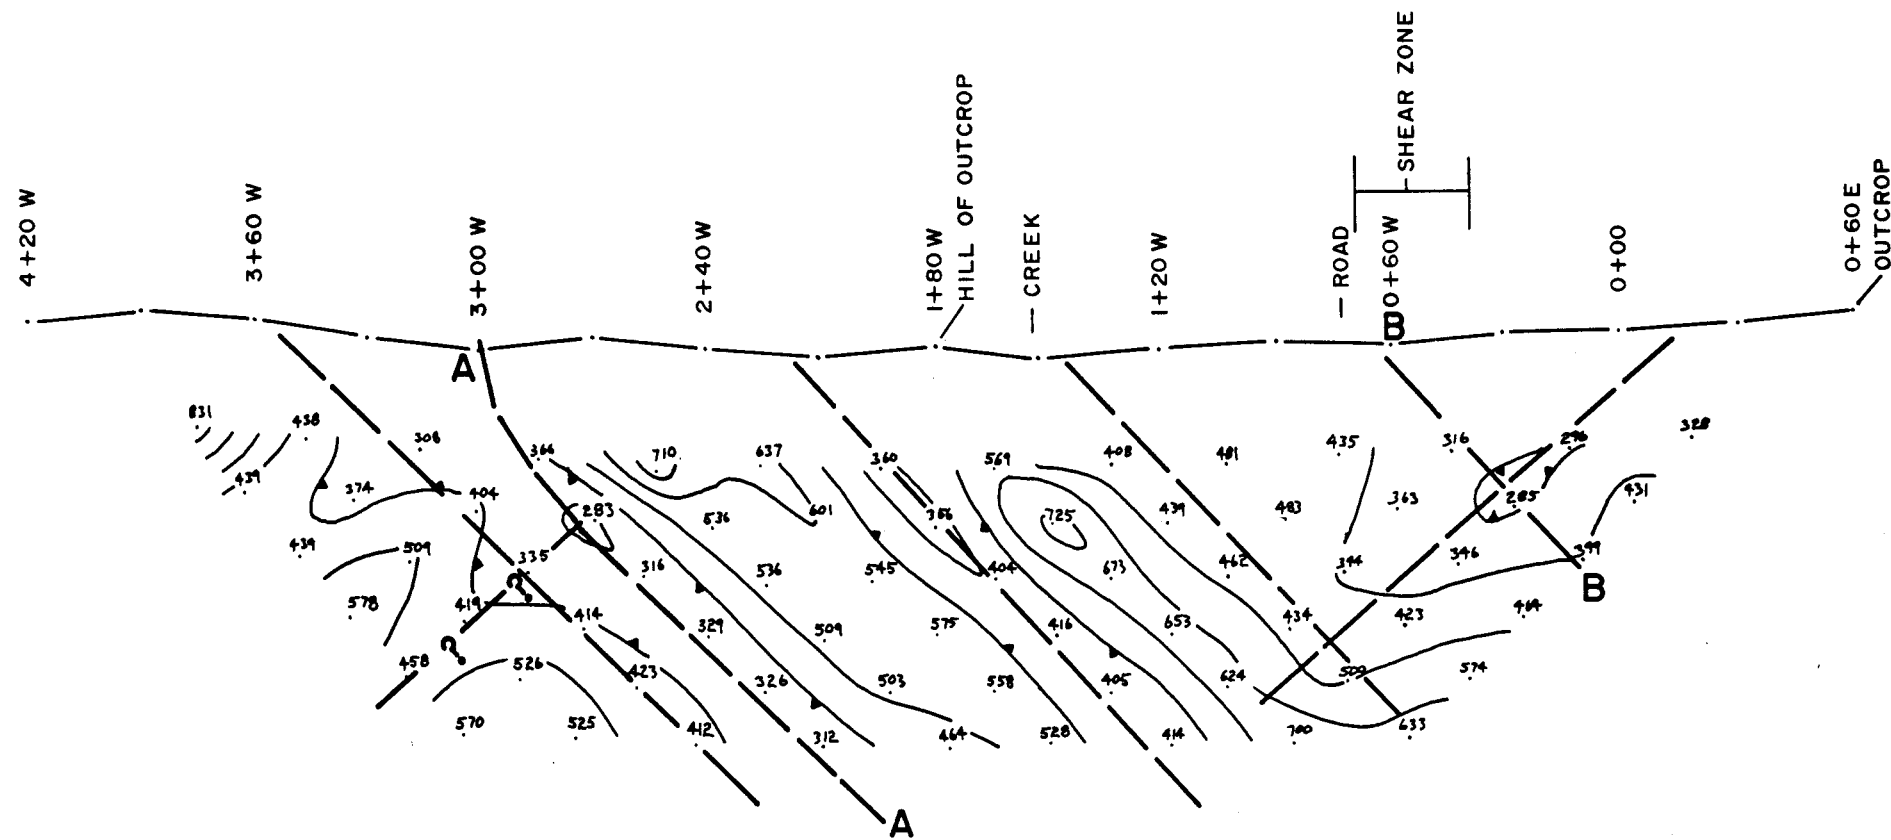 4+20 W
3+60 W
3+00 W
2+40 W
1+80 W
HILL OF OUTCROP
CREEK
1+20 W
ROAD
0+60 W
SHEAR ZONE
0+00
0+60 E
OUTCROP
A
B
831 458 308 366 710 637 360 569 408 481 435 316 296 328
439 374 404 283 536 601 356 725 439 483 363 285 431
439 509 335 316 536 545 404 673 462 344 346 399
578 419 414 329 509 575 416 653 434 423 464
?
?
458 526 423 326 503 558 405 624 509 574
570 525 412 312 464 528 414 700 633
B
A